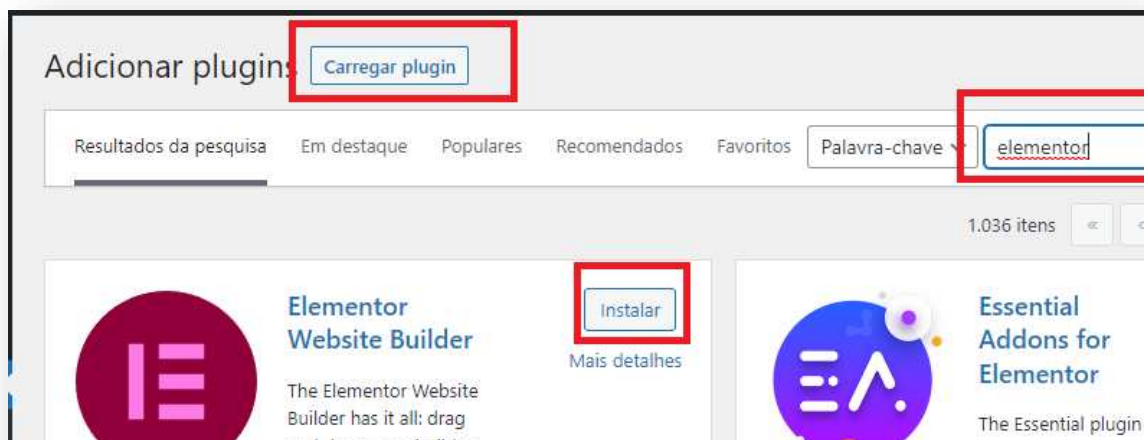 Adicionar plugins Carregar plugin
Resultados da pesquisa Em destaque Populares Recomendados Favoritos Palavra-chave elementor
1.036 itens « ‹
Elementor
Website Builder
Instalar
Mais detalhes
The Elementor Website
Builder has it all: drag
Essential
Addons for
Elementor
The Essential plugin